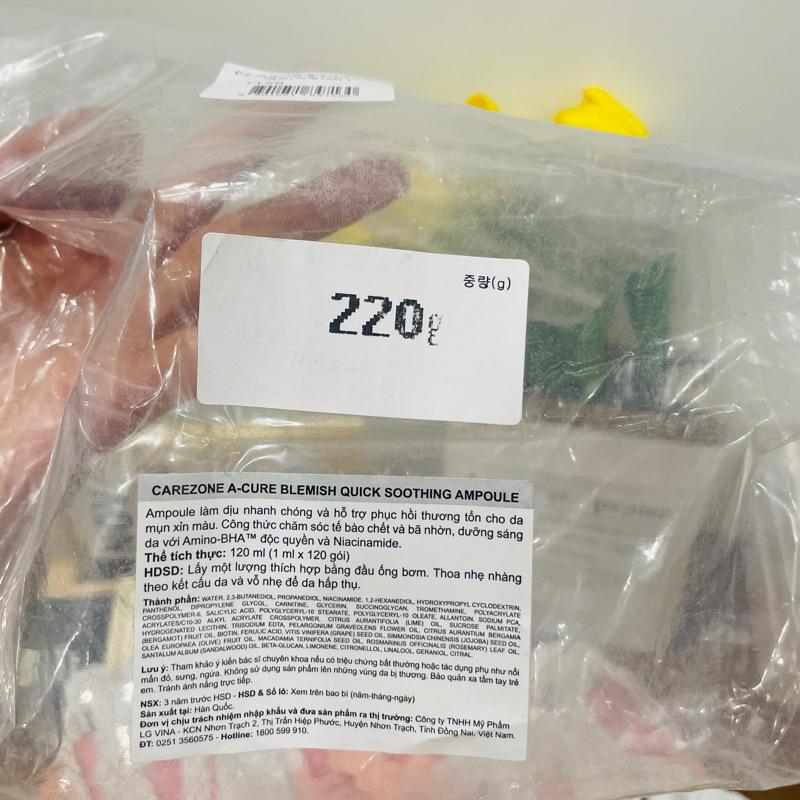 중량(g)
220g
CAREZONE A-CURE BLEMISH QUICK SOOTHING AMPOULE
Ampoule làm dịu nhanh chóng và hỗ trợ phục hồi thương tổn cho da
mụn xỉn màu. Công thức chăm sóc tế bào chết và bã nhờn, dưỡng sáng
da với Amino-BHA™ độc quyền và Niacinamide.
Thể tích thực: 120 ml (1 ml x 120 gói)
HDSD: Lấy một lượng thích hợp bằng đầu ống bơm. Thoa nhẹ nhàng
theo kết cấu da và vỗ nhẹ để da hấp thụ.
Thành phần: WATER, 2,3-BUTANEDIOL, PROPANEDIOL, NIACINAMIDE, 1,2-HEXANEDIOL, HYDROXYPROPYL CYCLODEXTRIN,
PANTHENOL, DIPROPYLENE GLYCOL, CARNITINE, GLYCERIN, SUCCINOGLYCAN, TROMETHAMINE, POLYACRYLATE
CROSSPOLYMER-6, SALICYLIC ACID, POLYGLYCERYL-10 STEARATE, POLYGLYCERYL-10 OLEATE, ALLANTOIN, SODIUM PCA,
ACRYLATES/C10-30 ALKYL ACRYLATE CROSSPOLYMER, CITRUS AURANTIFOLIA (LIME) OIL, SUCROSE PALMITATE,
HYDROGENATED LECITHIN, TRISODIUM EDTA, PELARGONIUM GRAVEOLENS FLOWER OIL, CITRUS AURANTIUM BERGAMIA
(BERGAMOT) FRUIT OIL, BIOTIN, FERULIC ACID, VITIS VINIFERA (GRAPE) SEED OIL, SIMMONDSIA CHINENSIS (JOJOBA) SEED OIL,
OLEA EUROPAEA (OLIVE) FRUIT OIL, MACADAMIA TERNIFOLIA SEED OIL, ROSMARINUS OFFICINALIS (ROSEMARY) LEAF OIL,
SANTALUM ALBUM (SANDALWOOD) OIL, BETA-GLUCAN, LIMONENE, CITRONELLOL, LINALOOL, GERANIOL, CITRAL.
Lưu ý: Tham khảo ý kiến bác sĩ chuyên khoa nếu có triệu chứng bất thường hoặc tác dụng phụ như nổi
mẩn đỏ, sưng, ngứa. Không sử dụng sản phẩm lên những vùng da bị thương. Bảo quản xa tầm tay trẻ
em. Tránh ánh nắng trực tiếp.
NSX: 3 năm trước HSD - HSD & Số lô: Xem trên bao bì (năm-tháng-ngày)
Sản xuất tại: Hàn Quốc.
Đơn vị chịu trách nhiệm nhập khẩu và đưa sản phẩm ra thị trường: Công ty TNHH Mỹ Phẩm
LG VINA - KCN Nhơn Trạch 2, Thị Trấn Hiệp Phước, Huyện Nhơn Trạch, Tỉnh Đồng Nai, Việt Nam.
ĐT: 0251 3560575 - Hotline: 1800 599 910.